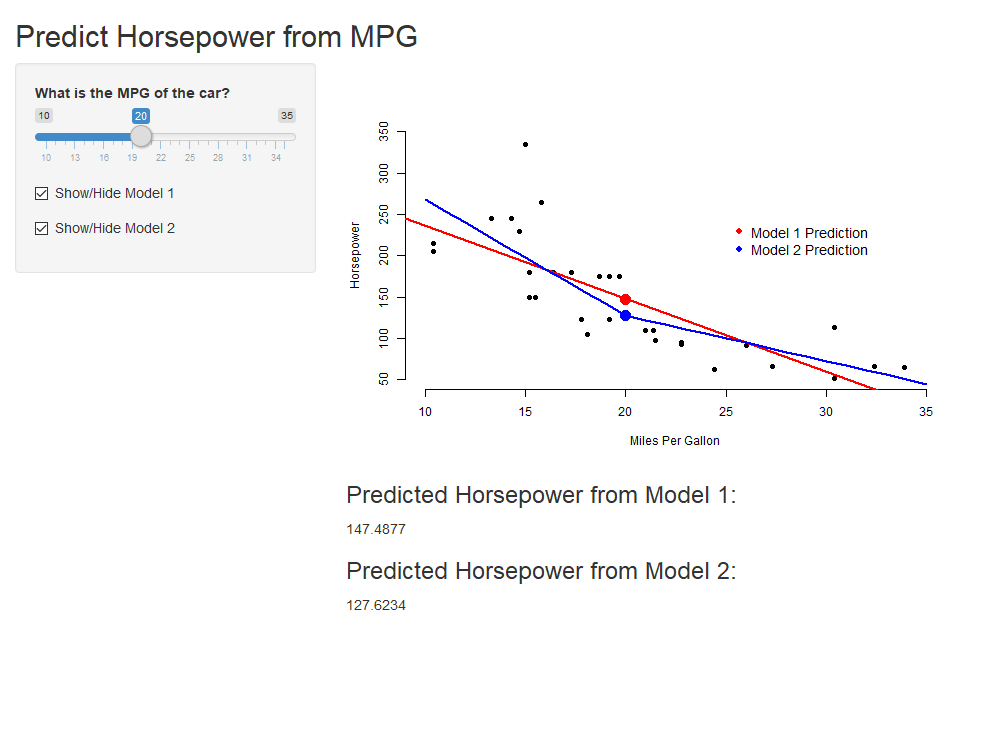 Predict Horsepower from MPG
What is the MPG of the car?
10 20 35
10 13 16 19 22 25 28 31 34
Show/Hide Model 1
Show/Hide Model 2
350
300
250
200
150
100
50
Horsepower
Model 1 Prediction
Model 2 Prediction
10 15 20 25 30 35
Miles Per Gallon
Predicted Horsepower from Model 1:
147.4877
Predicted Horsepower from Model 2:
127.6234